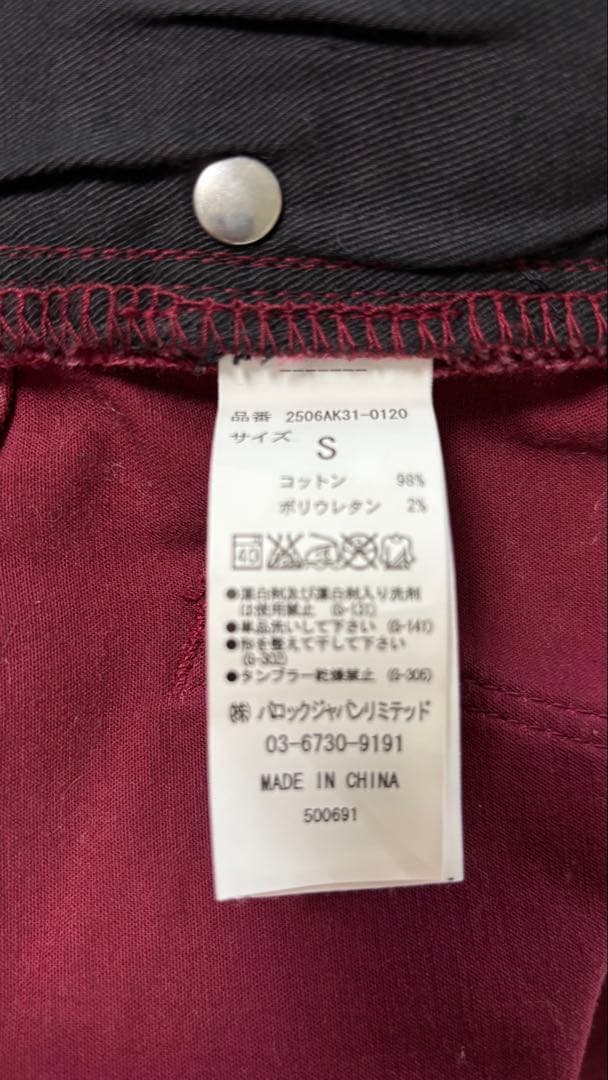 品番 2506AK31-0120
サイズ S
コットン 98%
ポリウレタン 2%
40
●漂白剤及び漂白剤入り洗剤
は使用禁止 (G-131)
●単品洗いして下さい (G-141)
●形を整えて干して下さい
(G-302)
●タンブラー乾燥禁止 (G-306)
(株) バロックジャパンリミテッド
03-6730-9191
MADE IN CHINA
500691